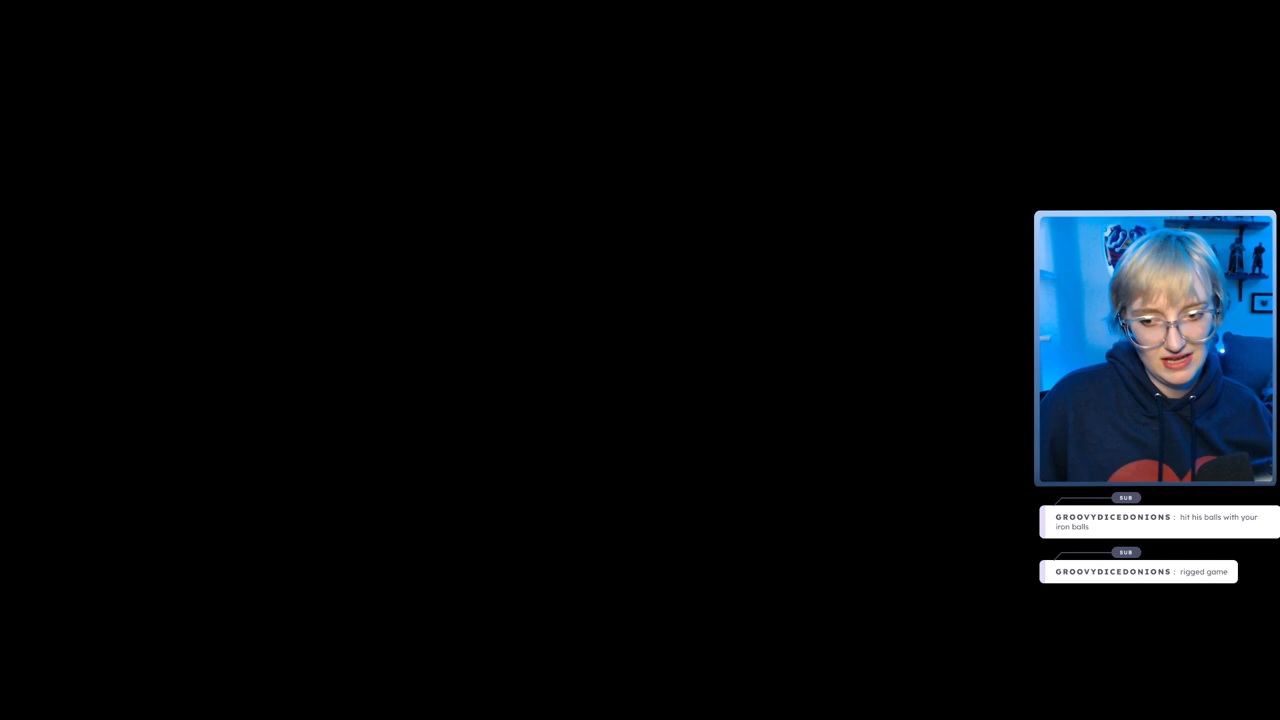 SUB
GROOVYDICEDONIONS : hit his balls with your
iron balls
SUB
GROOVYDICEDONIONS : rigged game